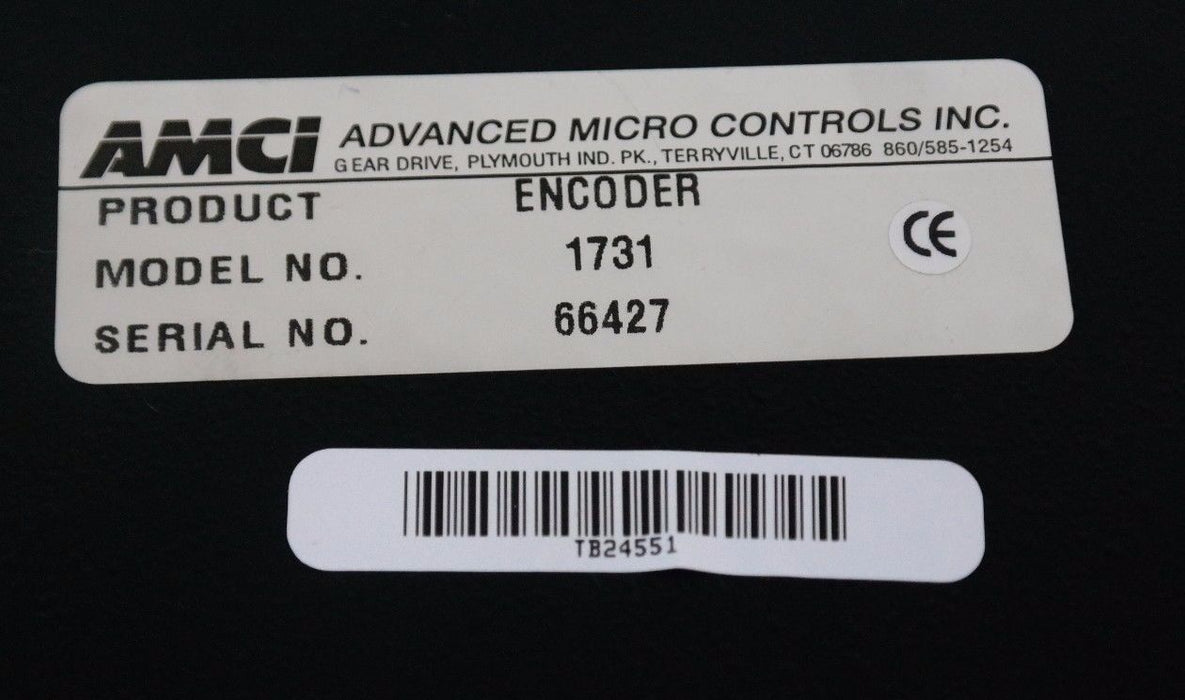 AMCI ADVANCED MICRO CONTROLS INC.
GEAR DRIVE, PLYMOUTH IND. PK., TERRYVILLE, CT 06786 860/585-1254
PRODUCT ENCODER
MODEL NO. 1731
CE
SERIAL NO. 66427
TB24551